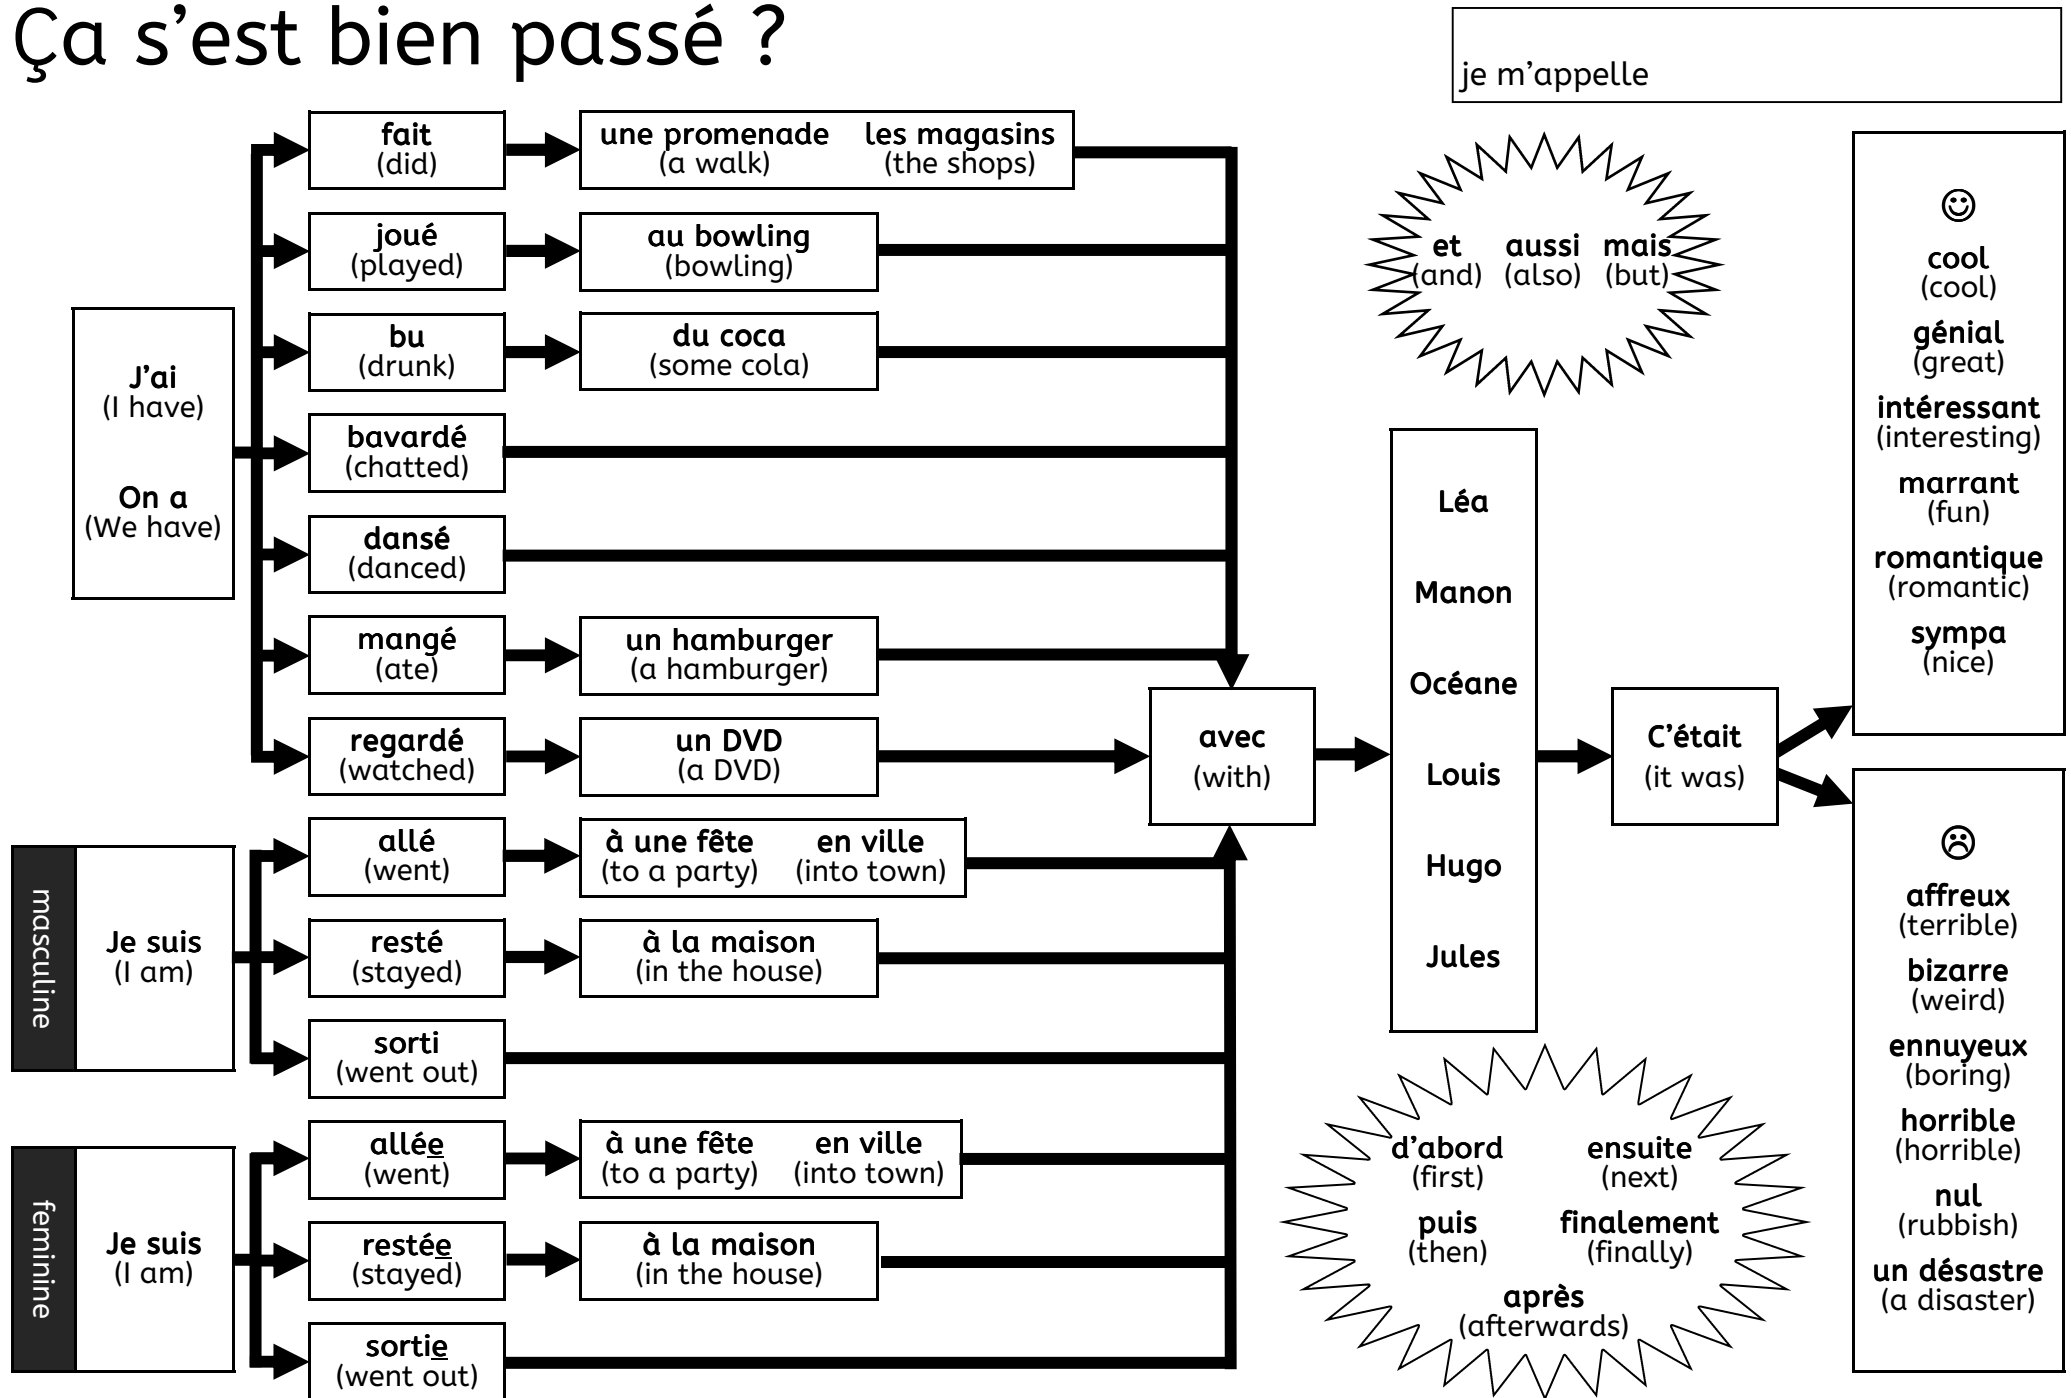 Ça s’est bien passé ?
je m’appelle
J’ai
(I have)
On a
(We have)
fait
(did)
une promenade les magasins
(a walk) (the shops)
joué
(played)
au bowling
(bowling)
bu
(drunk)
du coca
(some cola)
bavardé
(chatted)
dansé
(danced)
mangé
(ate)
un hamburger
(a hamburger)
regardé
(watched)
un DVD
(a DVD)
masculine
Je suis
(I am)
allé
(went)
à une fête en ville
(to a party) (into town)
resté
(stayed)
à la maison
(in the house)
sorti
(went out)
feminine
Je suis
(I am)
allée
(went)
à une fête en ville
(to a party) (into town)
restée
(stayed)
à la maison
(in the house)
sortie
(went out)
avec
(with)
et aussi mais
(and) (also) (but)
Léa
Manon
Océane
Louis
Hugo
Jules
C’était
(it was)
cool
(cool)
génial
(great)
intéressant
(interesting)
marrant
(fun)
romantique
(romantic)
sympa
(nice)
affreux
(terrible)
bizarre
(weird)
ennuyeux
(boring)
horrible
(horrible)
nul
(rubbish)
un désastre
(a disaster)
d’abord ensuite
(first) (next)
puis finalement
(then) (finally)
après
(afterwards)